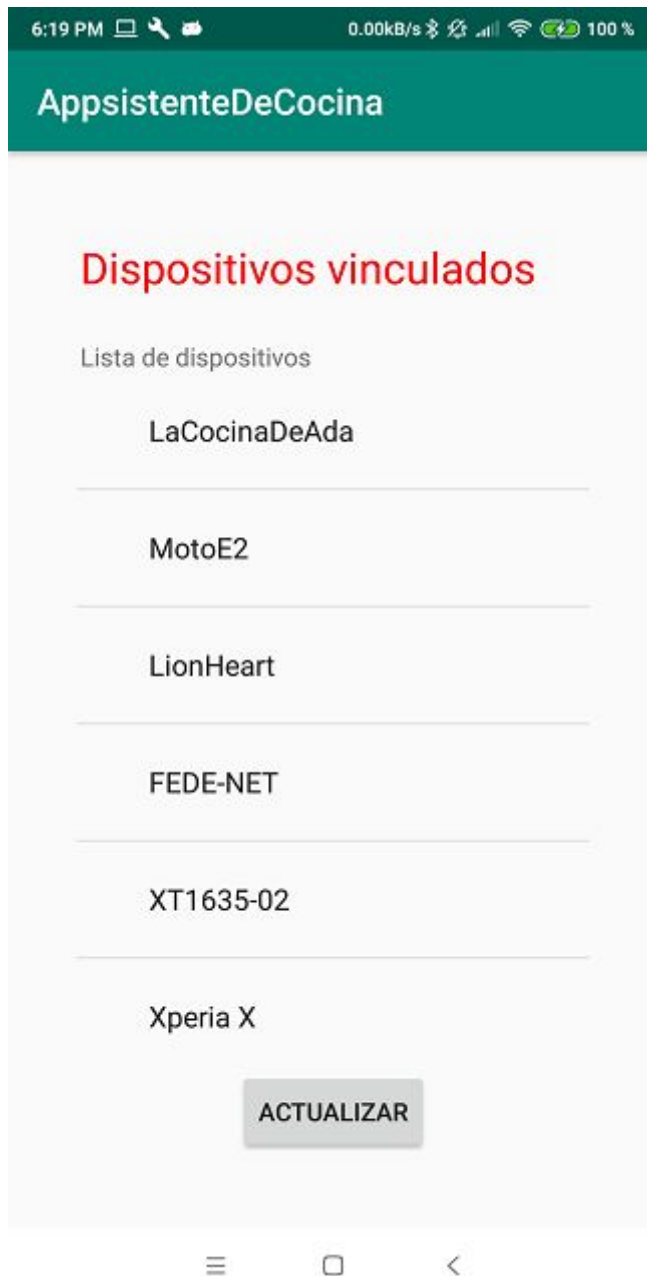 6:19 PM 0.00kB/s 100 %
AppsistenteDeCocina
Dispositivos vinculados
Lista de dispositivos
LaCocinaDeAda
MotoE2
LionHeart
FEDE-NET
XT1635-02
Xperia X
ACTUALIZAR